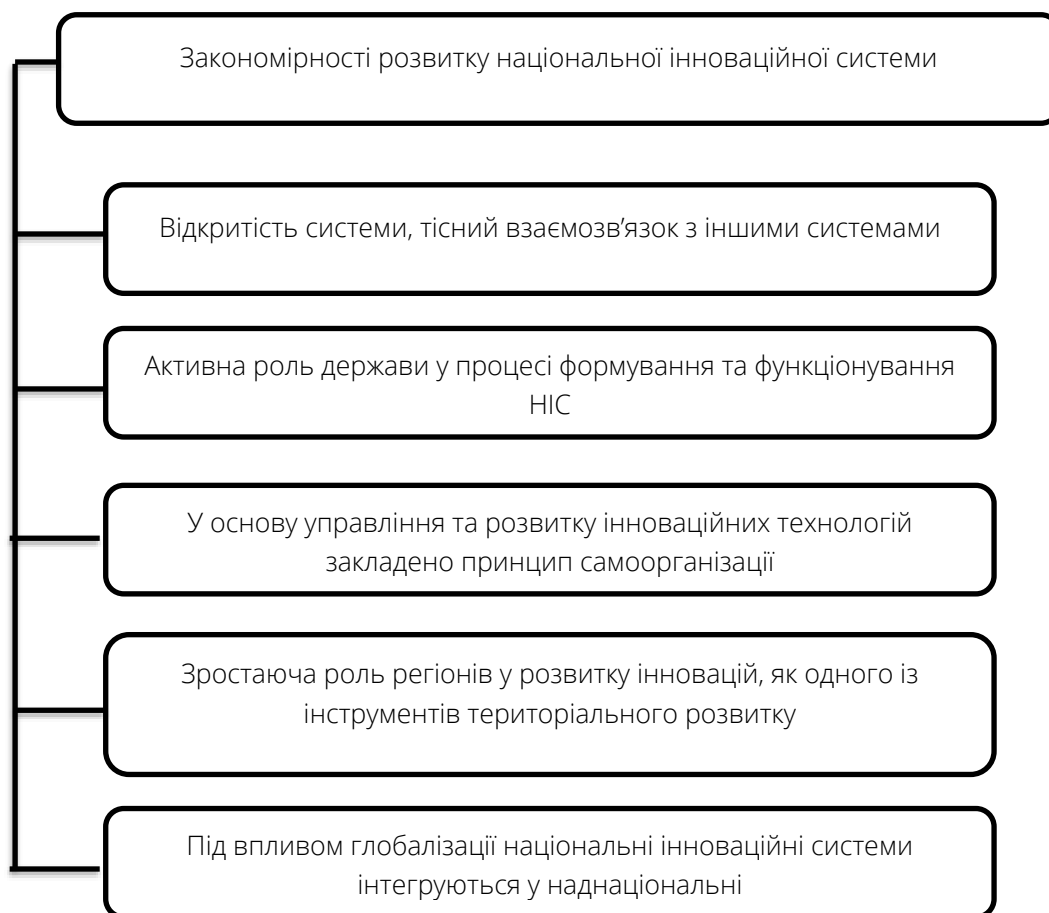 Закономірності розвитку національної інноваційної системи
Відкритість системи, тісний взаємозв’язок з іншими системами
Активна роль держави у процесі формування та функціонування
НІС
У основу управління та розвитку інноваційних технологій
закладено принцип самоорганізації
Зростаюча роль регіонів у розвитку інновацій, як одного із
інструментів територіального розвитку
Під впливом глобалізації національні інноваційні системи
інтегруються у наднаціональні